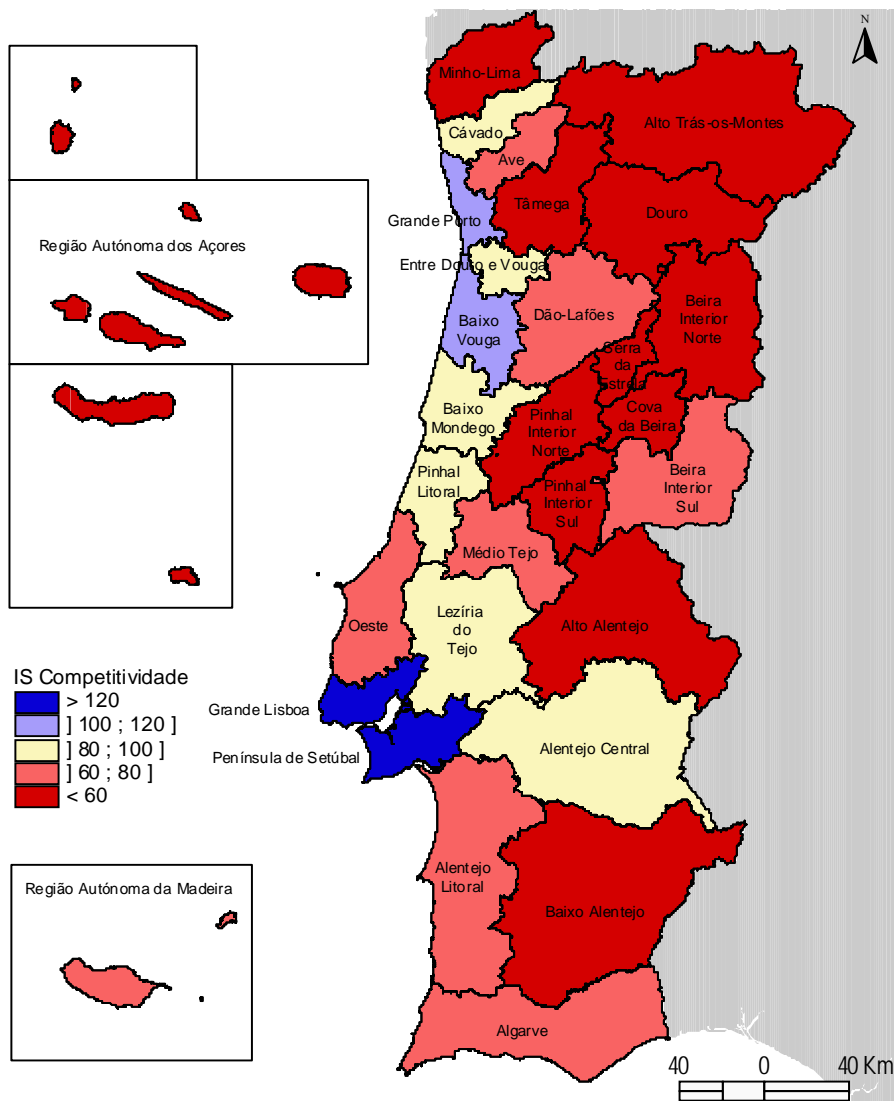 N
Minho-Lima
Alto Trás-os-Montes
Cávado
Ave
Tâmega
Douro
Grande Porto
Região Autónoma dos Açores
Entre Douro e Vouga
Beira
Interior
Norte
Dão-Lafões
Baixo
Vouga
Serra
da
Estrela
Baixo
Mondego
Pinhal
Interior
Norte
Cova
da Beira
Pinhal
Litoral
Pinhal
Interior
Sul
Beira
Interior
Sul
Médio Tejo
Oeste
Lezíria
do
Tejo
Alto Alentejo
IS Competitividade
> 120
] 100 ; 120 ]
] 80 ; 100 ]
] 60 ; 80 ]
< 60
Grande Lisboa
Península de Setúbal
Alentejo Central
Alentejo
Litoral
Região Autónoma da Madeira
Baixo Alentejo
Algarve
40 0 40 Km